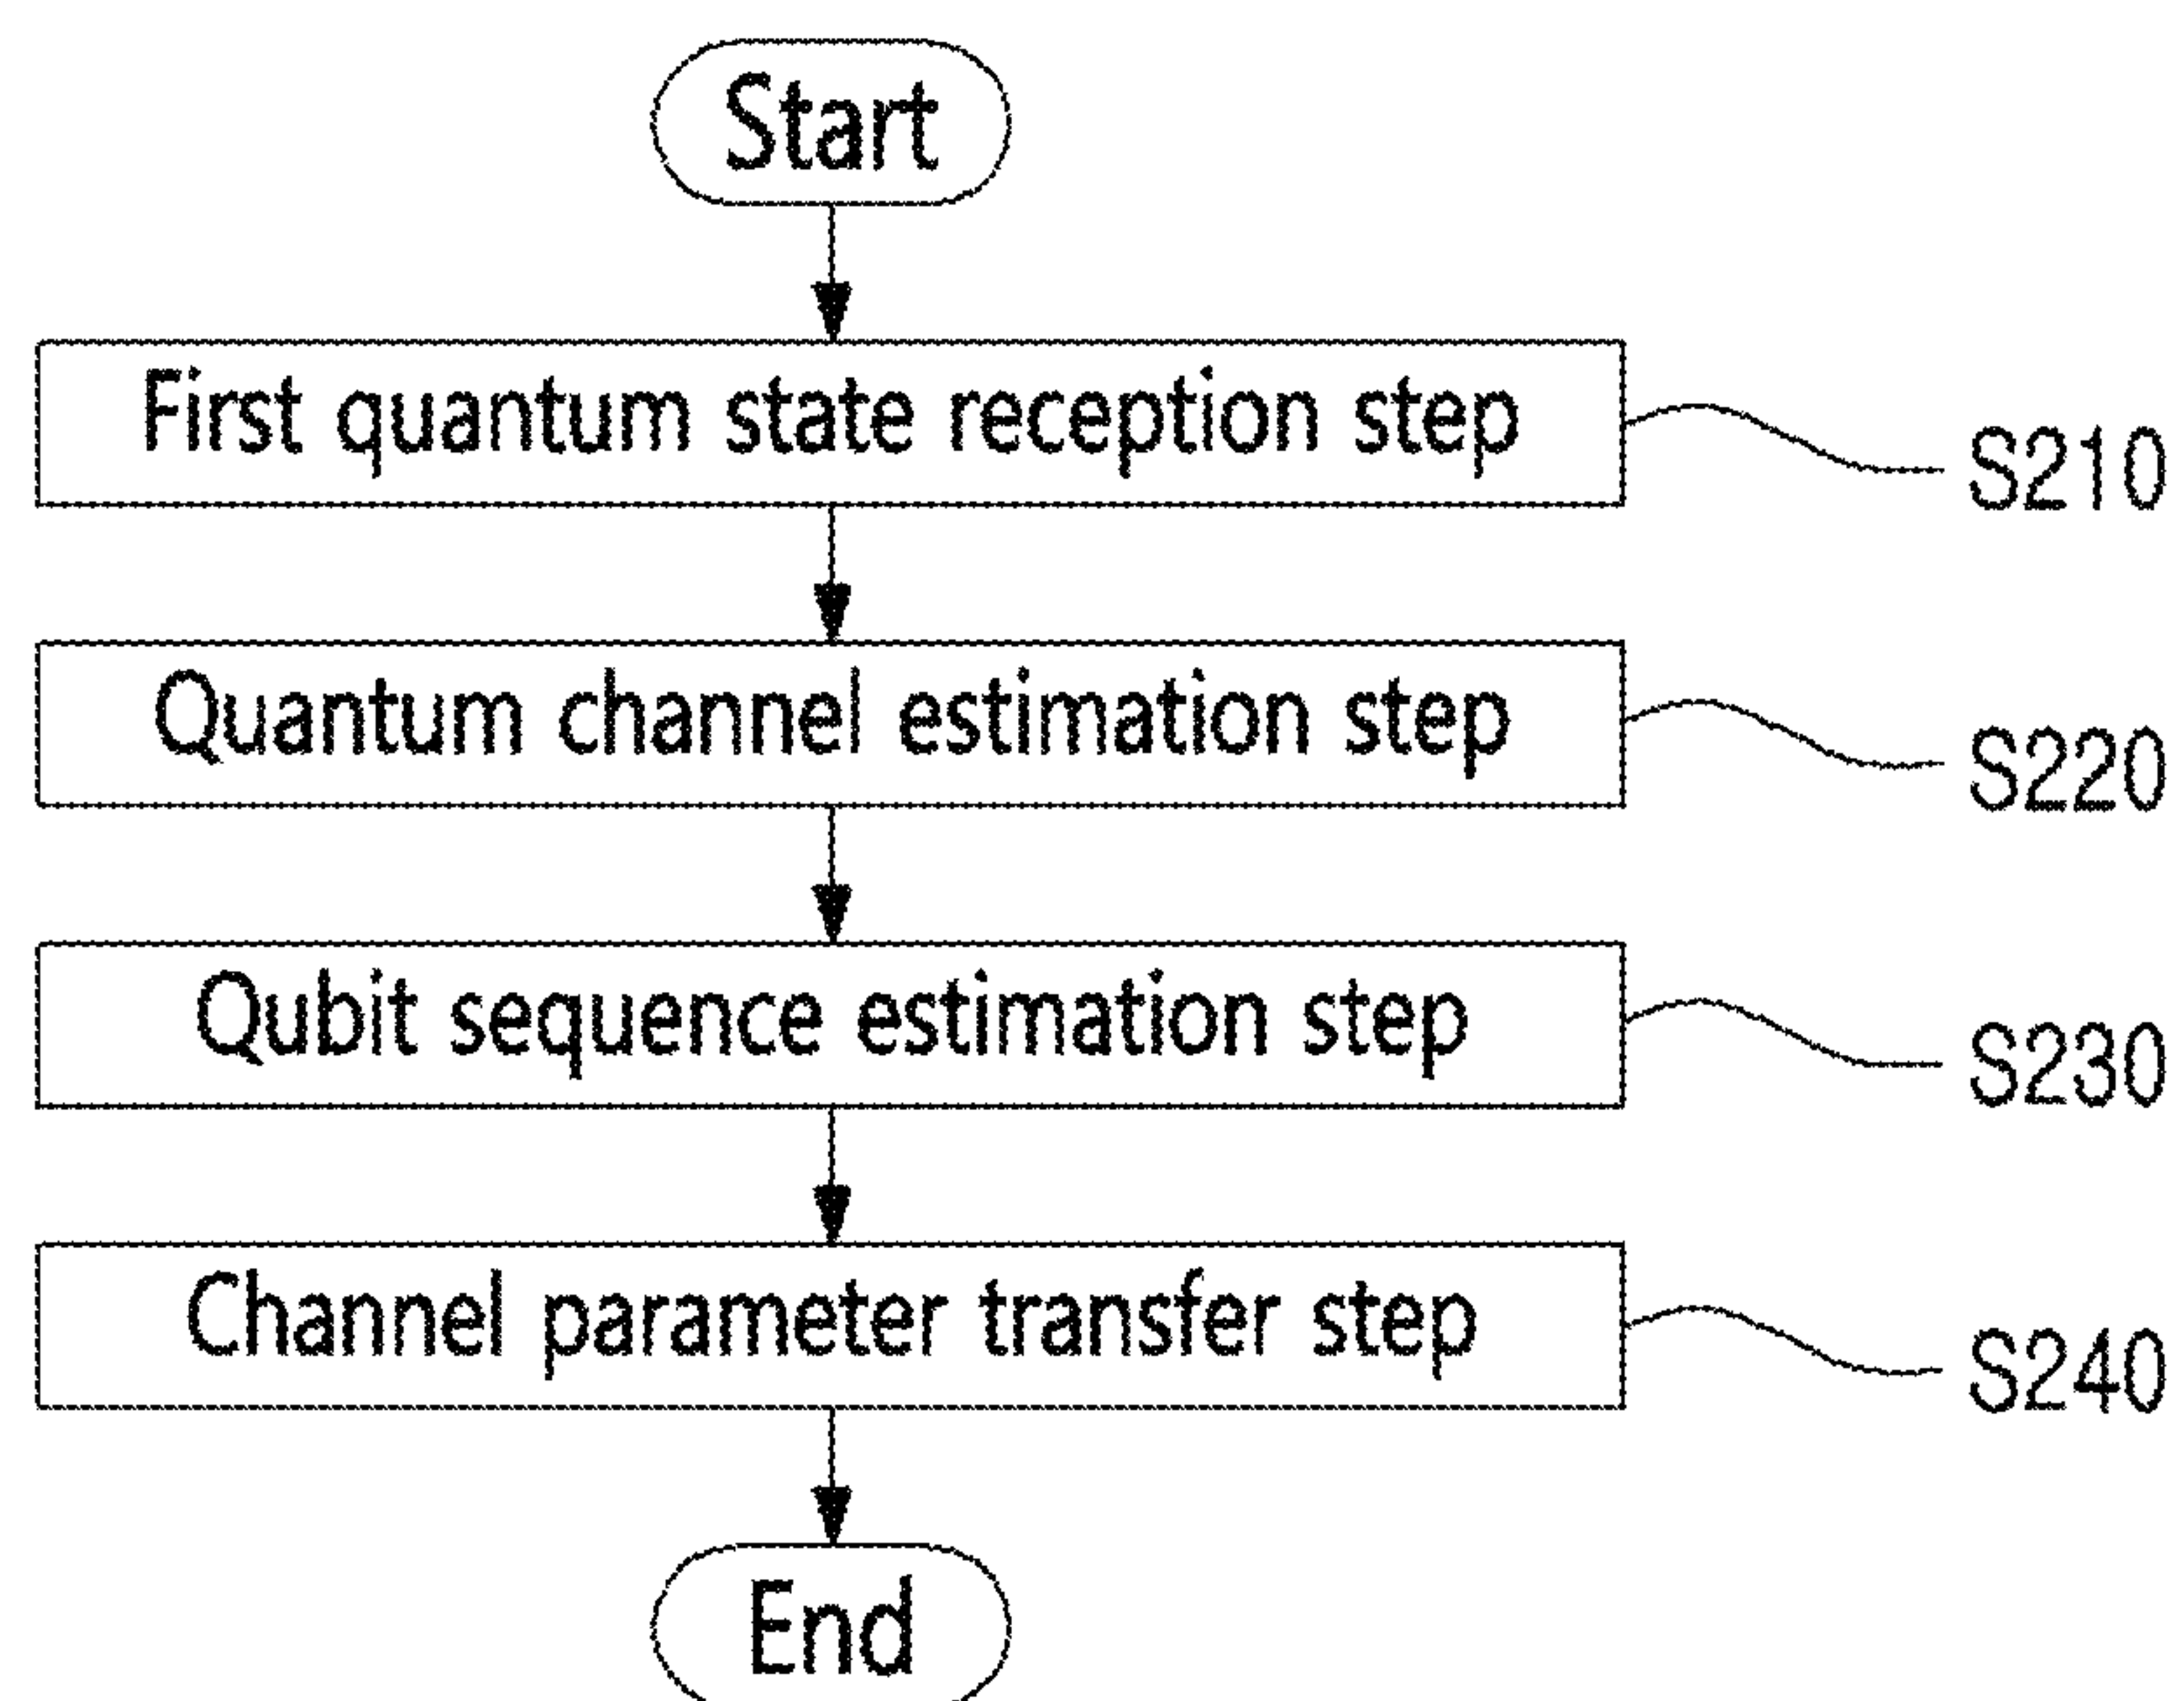 Start
First quantum state reception step
S210
Quantum channel estimation step
S220
Qubit sequence estimation step
S230
Channel parameter transfer step
S240
End